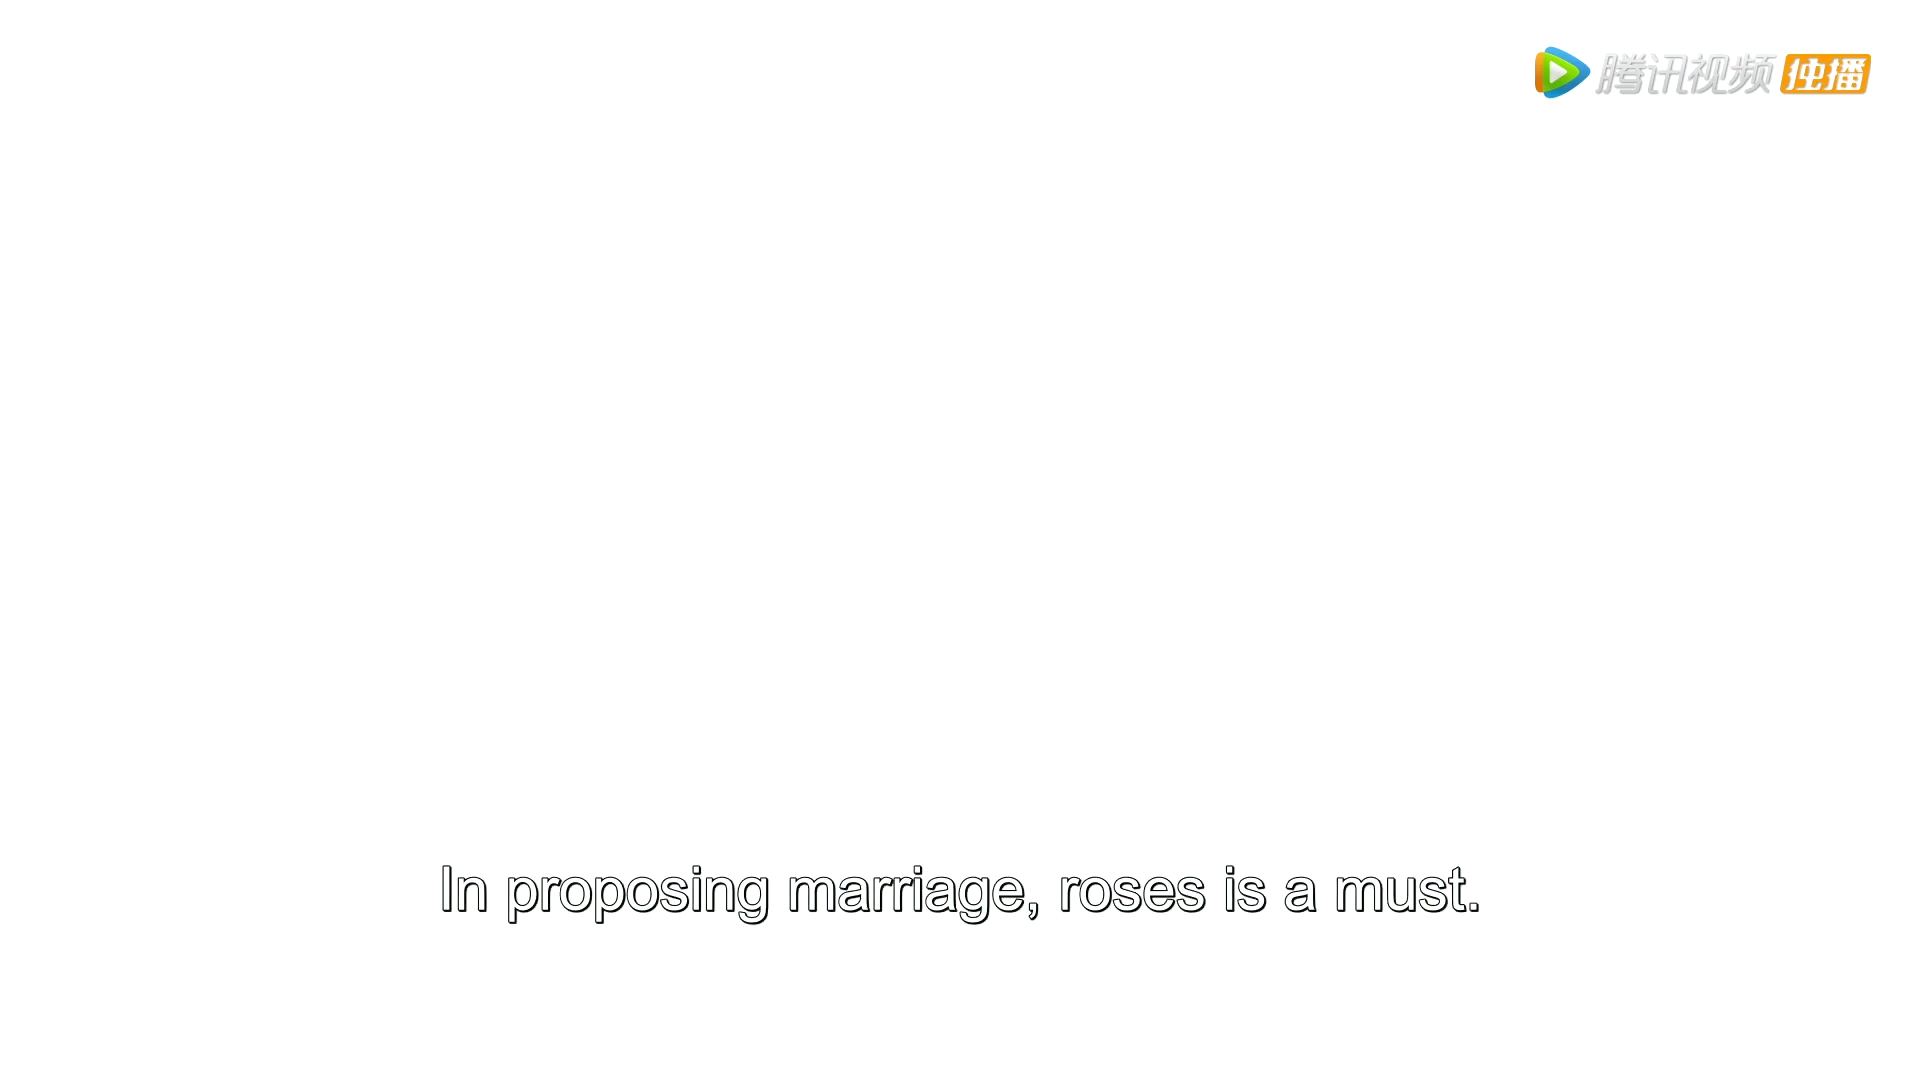 腾讯视频 独播
In proposing marriage, roses is a must.